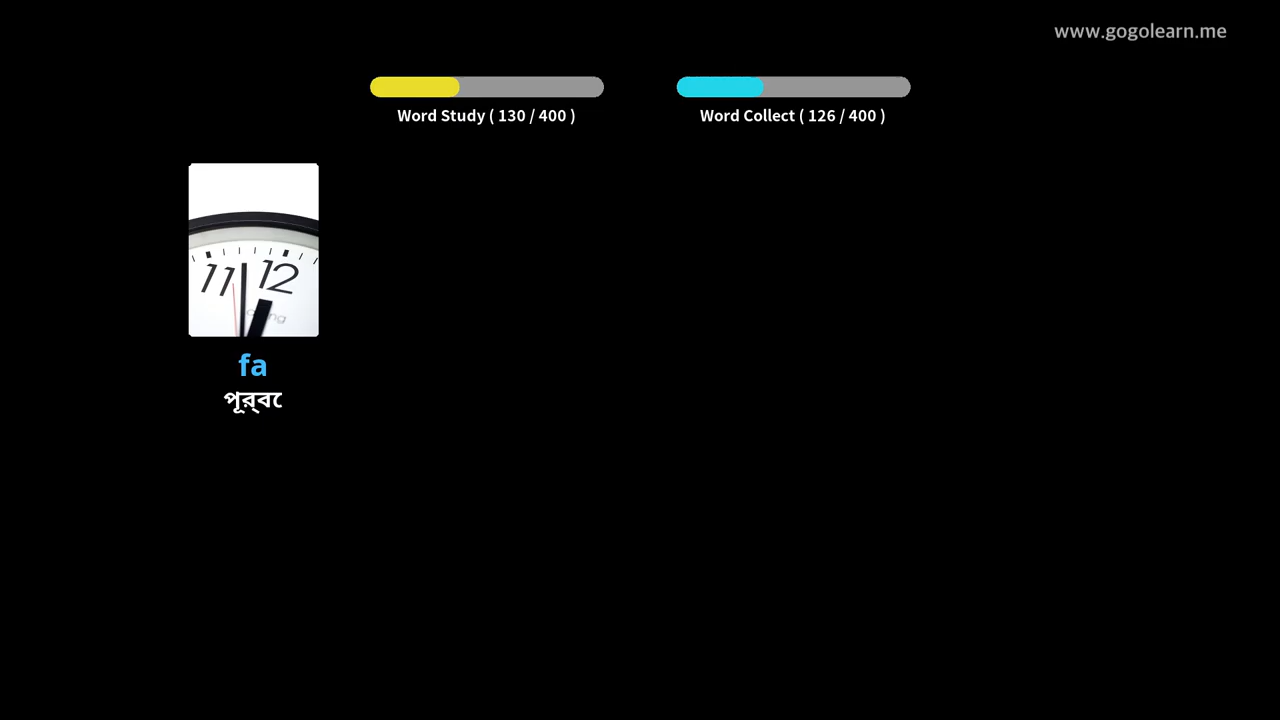 www.gogolearn.me
Word Study ( 130 / 400 )
Word Collect ( 126 / 400 )
11 12
fa
পূর্বে